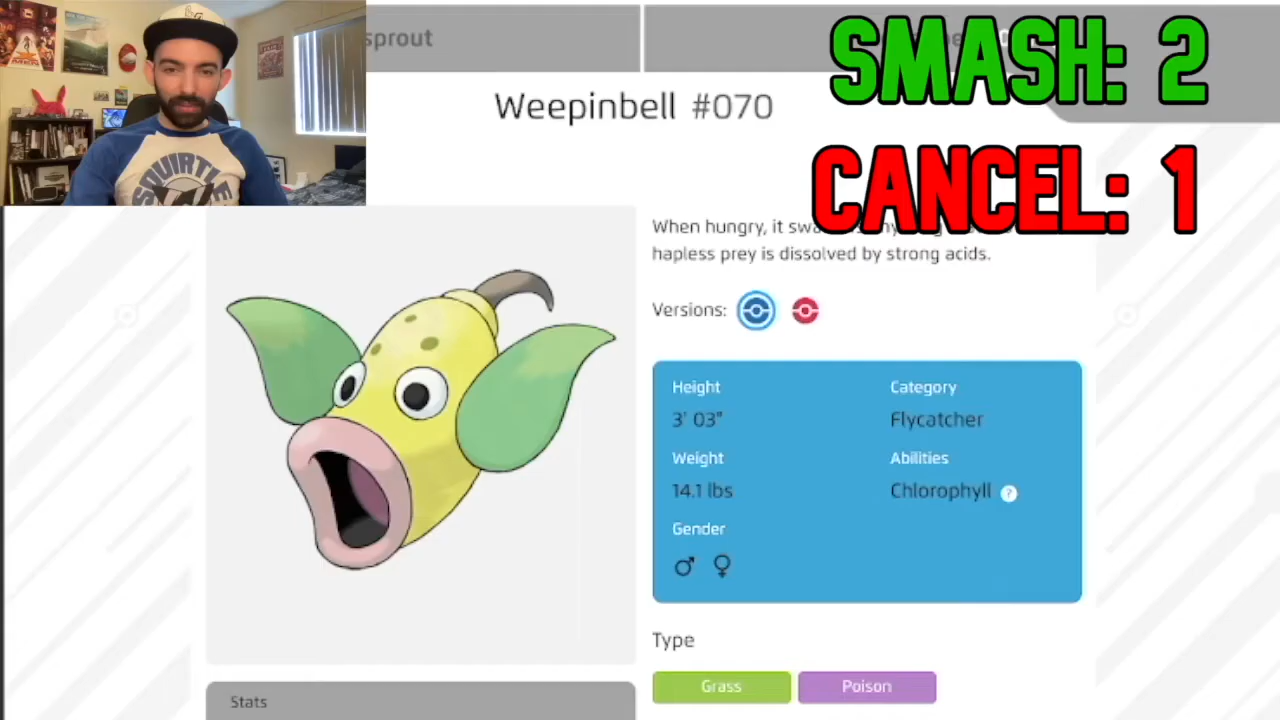 sprout
SMASH: 2
Weepinbell #070
CANCEL: 1
When hungry, it
hapless prey is dissolved by strong acids.
Versions:
Height
Category
3' 03"
Flycatcher
Weight
Abilities
14.1 lbs
Chlorophyll ?
Gender
♂ ♀
Type
Grass
Poison
Stats
SQUIRTLE